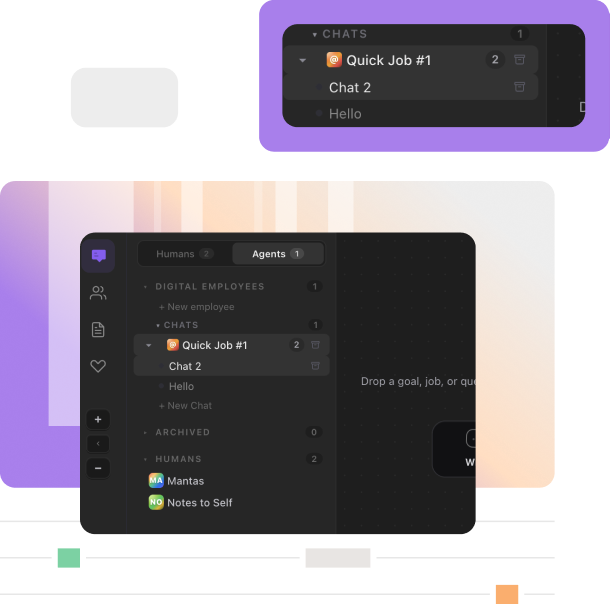 CHATS 1
@ Quick Job #1 2
Chat 2
Hello
Humans 2 Agents 1
DIGITAL EMPLOYEES 1
+ New employee
CHATS 1
@ Quick Job #1 2
Chat 2
Hello
+ New Chat
ARCHIVED 0
HUMANS 2
MA Mantas
NO Notes to Self
Drop a goal, job, or que
W